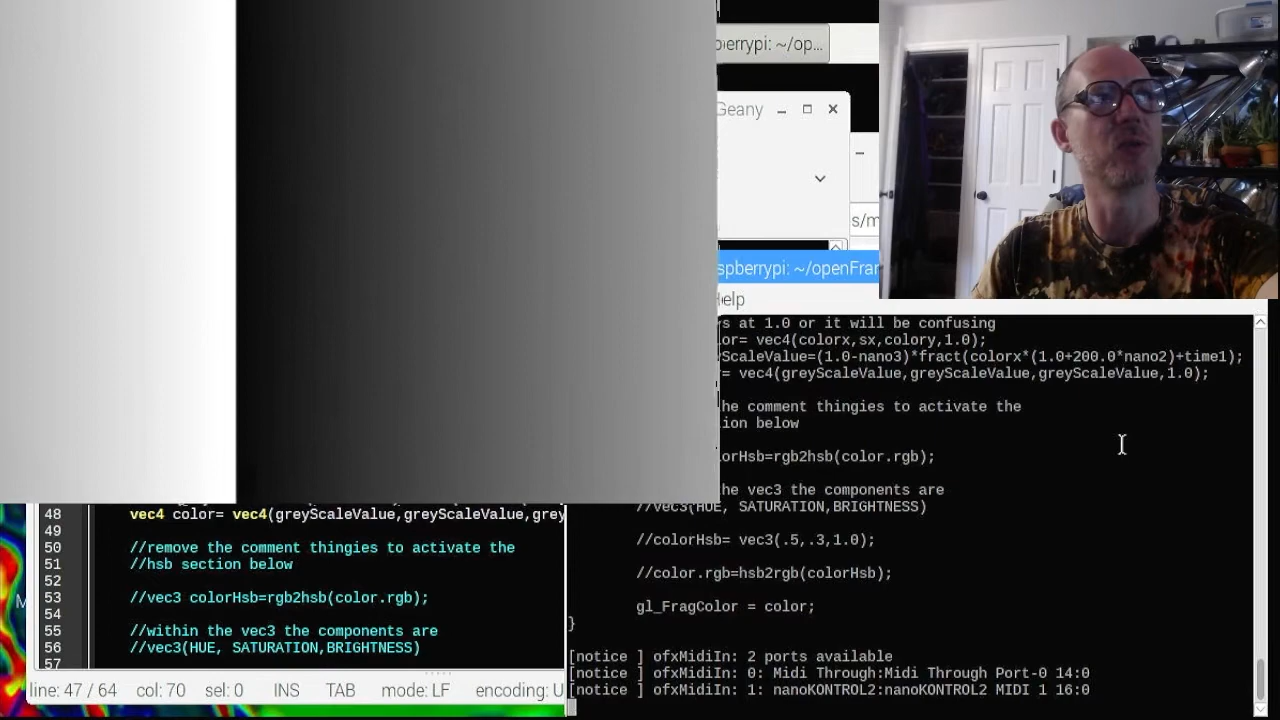 berrypi: ~/op...
Geany
s/m
spberrypi: ~/openFra
elp
s at 1.0 or it will be confusing
or= vec4(colorx,sx,colory,1.0);
yScaleValue=(1.0-nano3)*fract(colorx*(1.0+200.0*nano2)+time1);
= vec4(greyScaleValue,greyScaleValue,greyScaleValue,1.0);
he comment thingies to activate the
ion below
orHsb=rgb2hsb(color.rgb);
the vec3 the components are
//vec3(HUE, SATURATION,BRIGHTNESS)
//colorHsb= vec3(.5,.3,1.0);
//color.rgb=hsb2rgb(colorHsb);
gl_FragColor = color;
}
[notice ] ofxMidiIn: 2 ports available
[notice ] ofxMidiIn: 0: Midi Through:Midi Through Port-0 14:0
[notice ] ofxMidiIn: 1: nanoKONTROL2:nanoKONTROL2 MIDI 1 16:0
48 vec4 color= vec4(greyScaleValue,greyScaleValue,grey
49
50 //remove the comment thingies to activate the
51 //hsb section below
52
53 //vec3 colorHsb=rgb2hsb(color.rgb);
54
55 //within the vec3 the components are
56 //vec3(HUE, SATURATION,BRIGHTNESS)
57
line: 47 / 64 col: 70 sel: 0 INS TAB mode: LF encoding: U